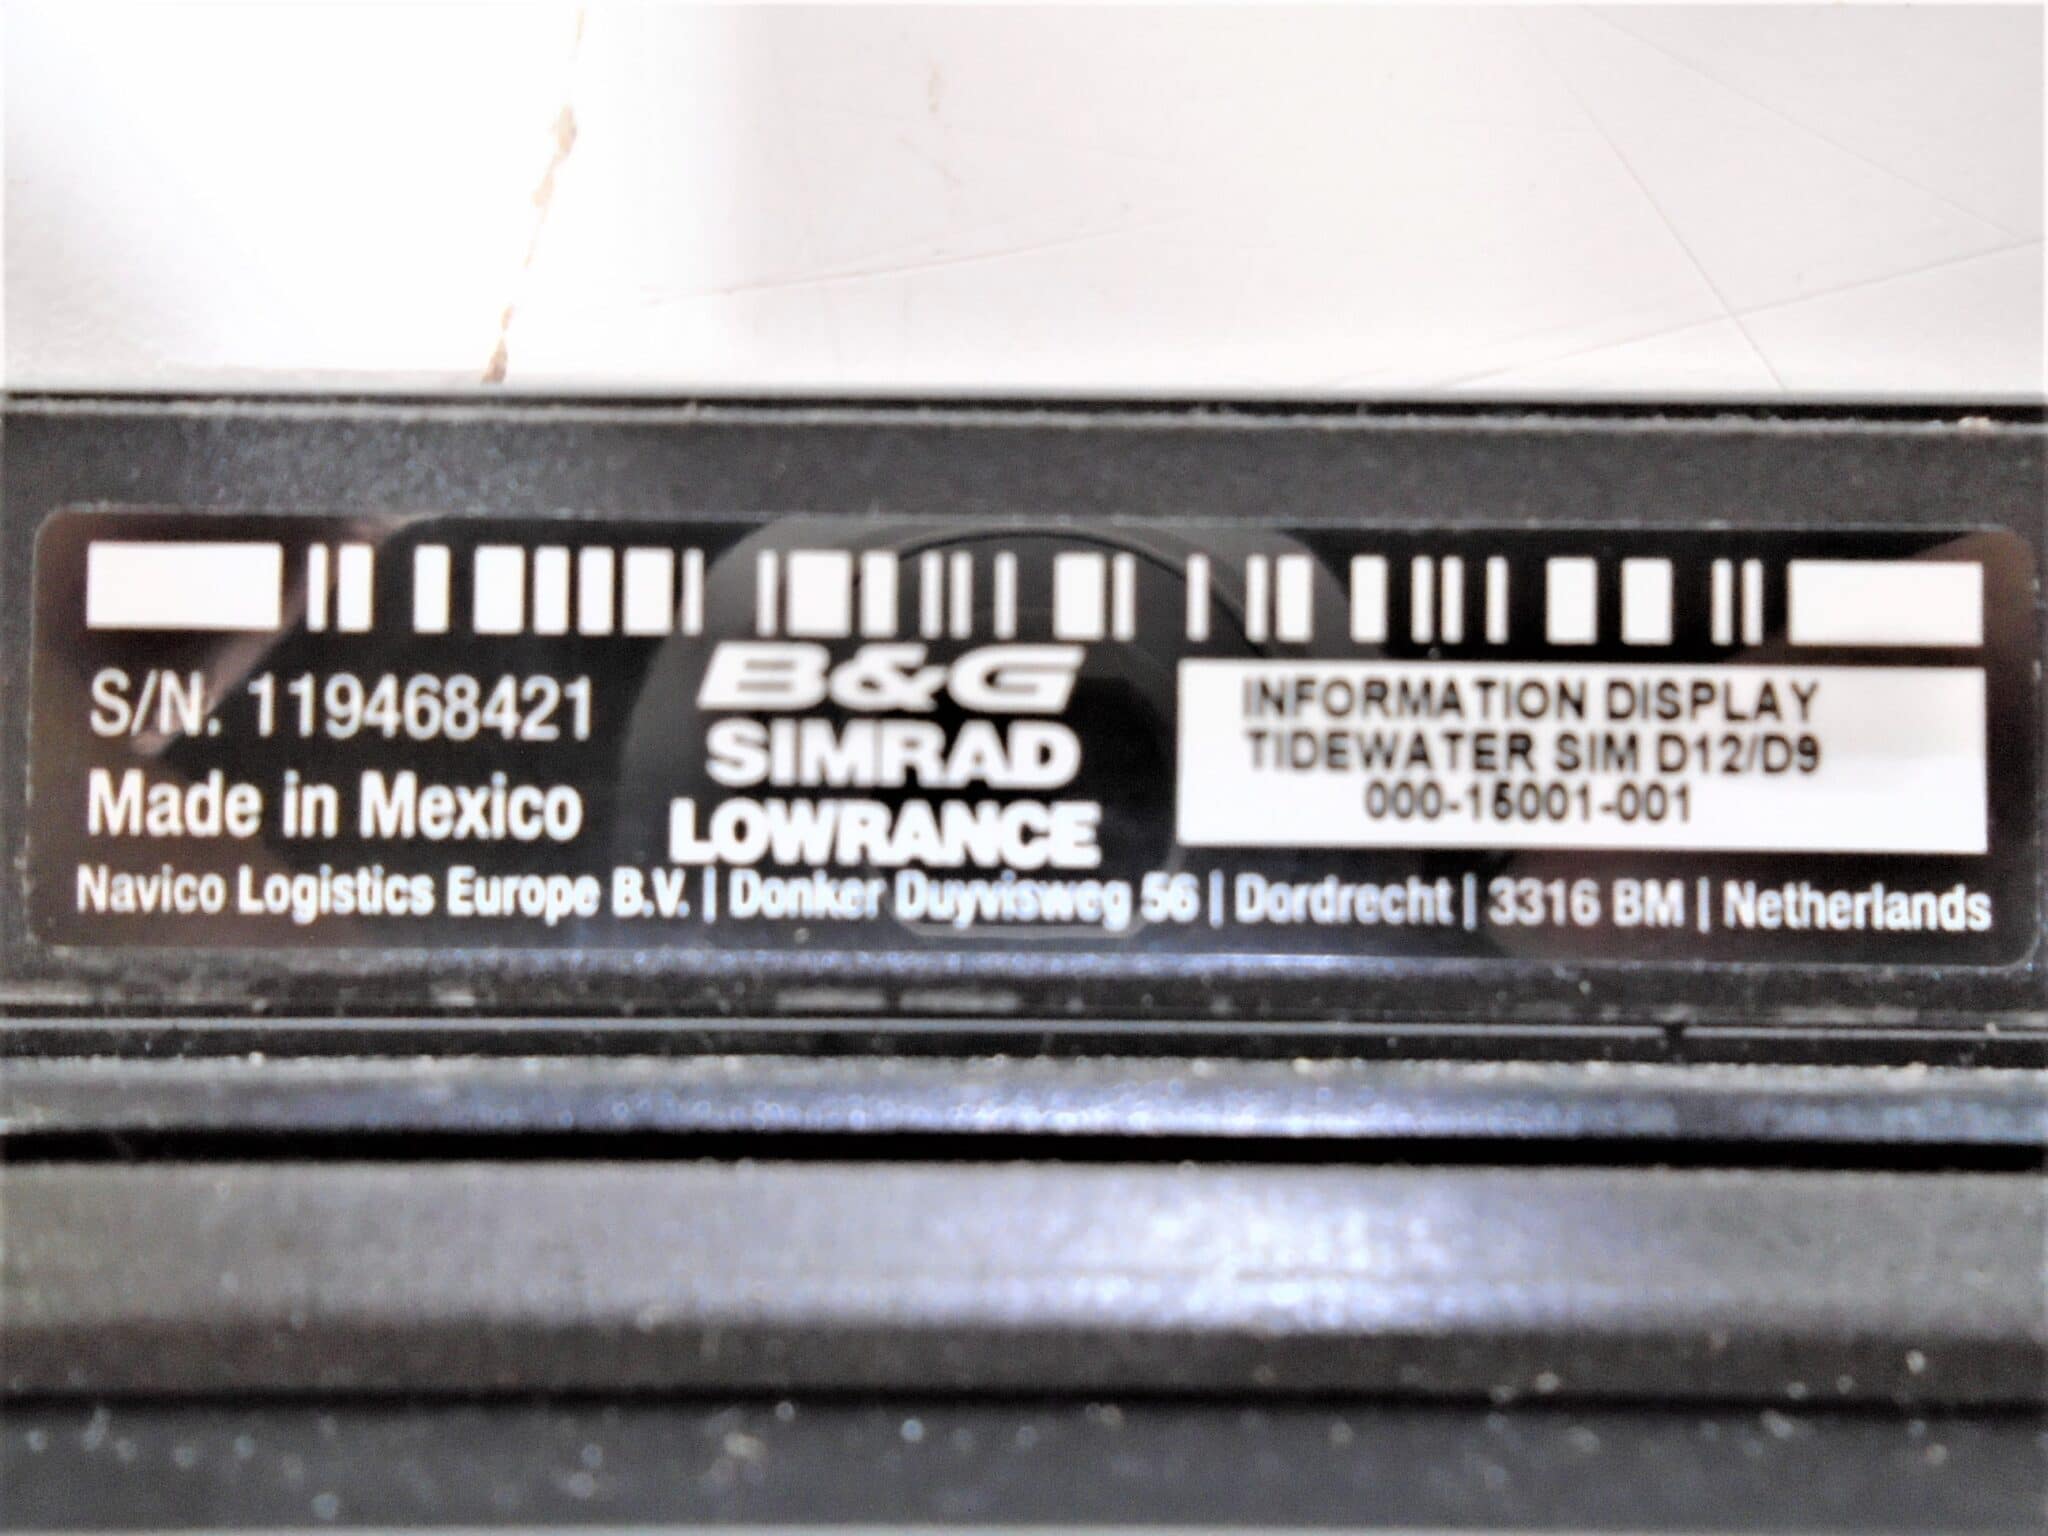 S/N. 119468421
Made in Mexico
B&G
SIMRAD
LOWRANCE
INFORMATION DISPLAY
TIDEWATER SIM D12/D9
000-15001-001
Navico Logistics Europe B.V. | Donker Duyvisweg 56 | Dordrecht | 3316 BM | Netherlands